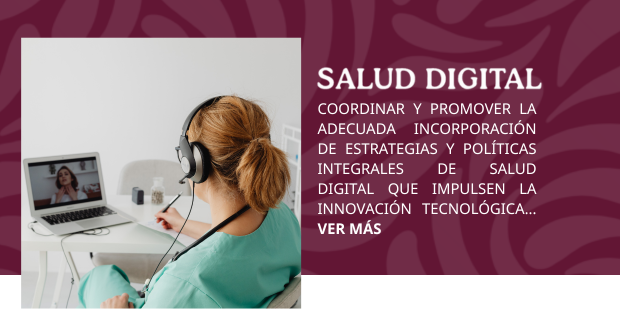 SALUD DIGITAL
COORDINAR Y PROMOVER LA
ADECUADA INCORPORACIÓN
DE ESTRATEGIAS Y POLÍTICAS
INTEGRALES DE SALUD
DIGITAL QUE IMPULSEN LA
INNOVACIÓN TECNOLÓGICA...
VER MÁS